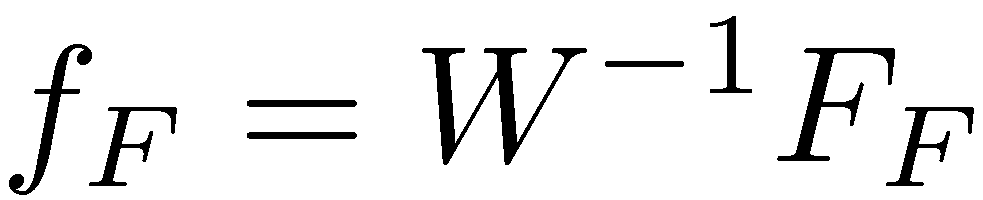 f_F = W^{-1} F_F